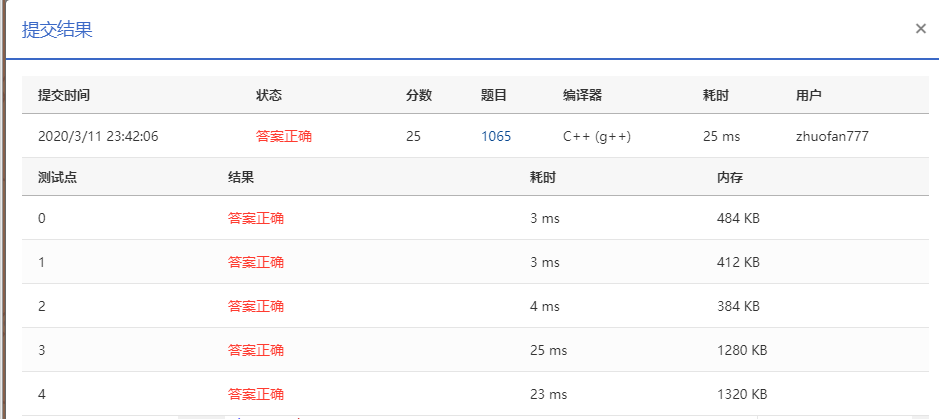 提交结果 ×
提交时间 状态 分数 题目 编译器 耗时 用户
2020/3/11 23:42:06 答案正确 25 1065 C++ (g++) 25 ms zhuofan777
测试点 结果 耗时 内存
0 答案正确 3 ms 484 KB
1 答案正确 3 ms 412 KB
2 答案正确 4 ms 384 KB
3 答案正确 25 ms 1280 KB
4 答案正确 23 ms 1320 KB